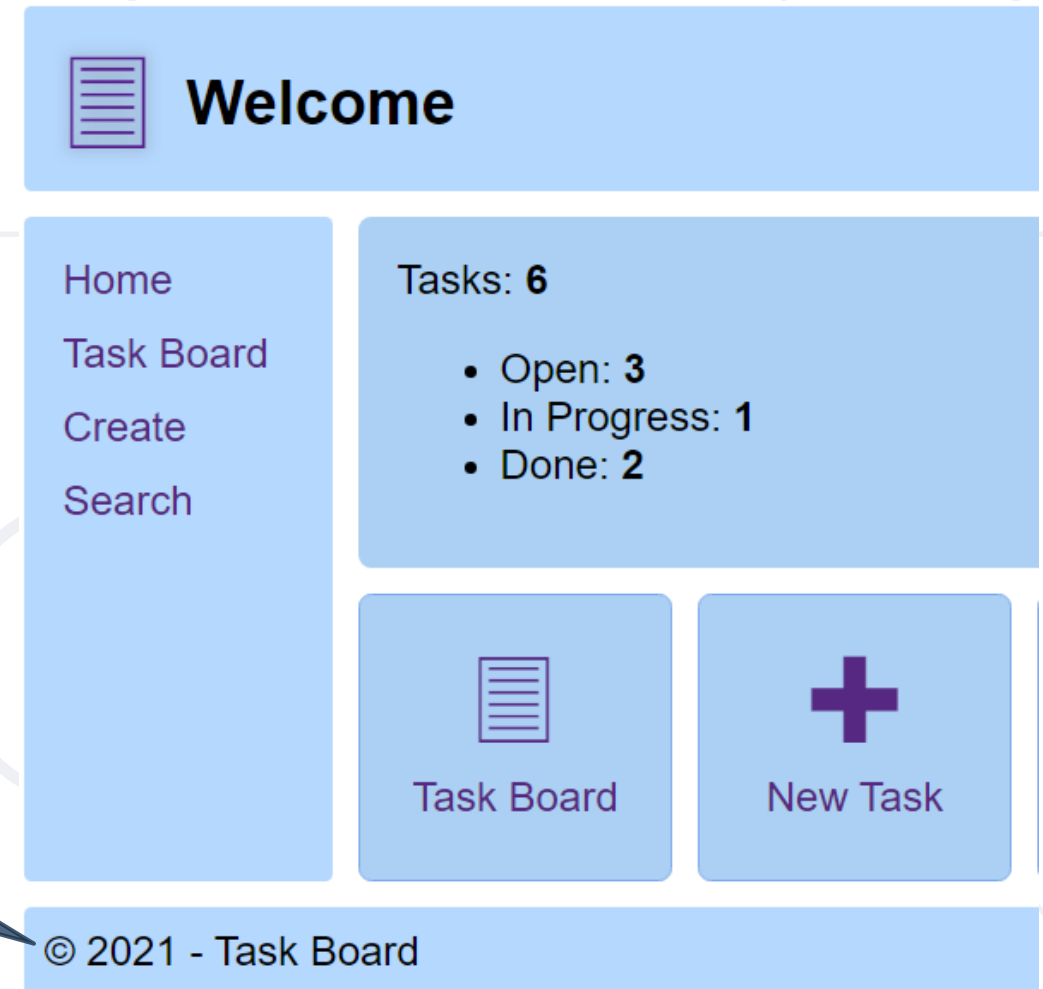 Welcome
Home
Task Board
Create
Search
Tasks: 6
• Open: 3
• In Progress: 1
• Done: 2
Task Board
New Task
© 2021 - Task Board